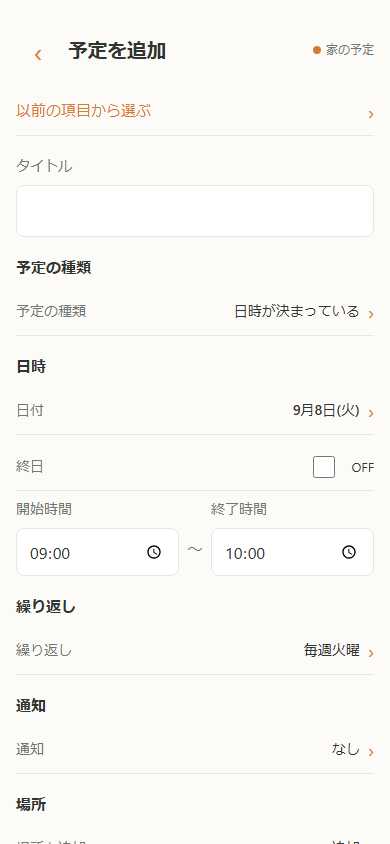 予定を追加
家の予定
以前の項目から選ぶ
タイトル
予定の種類
予定の種類 日時が決まっている
日時
日付 9月8日(火)
終日 OFF
開始時間 終了時間
09:00 〜 10:00
繰り返し
繰り返し 毎週火曜
通知
通知 なし
場所